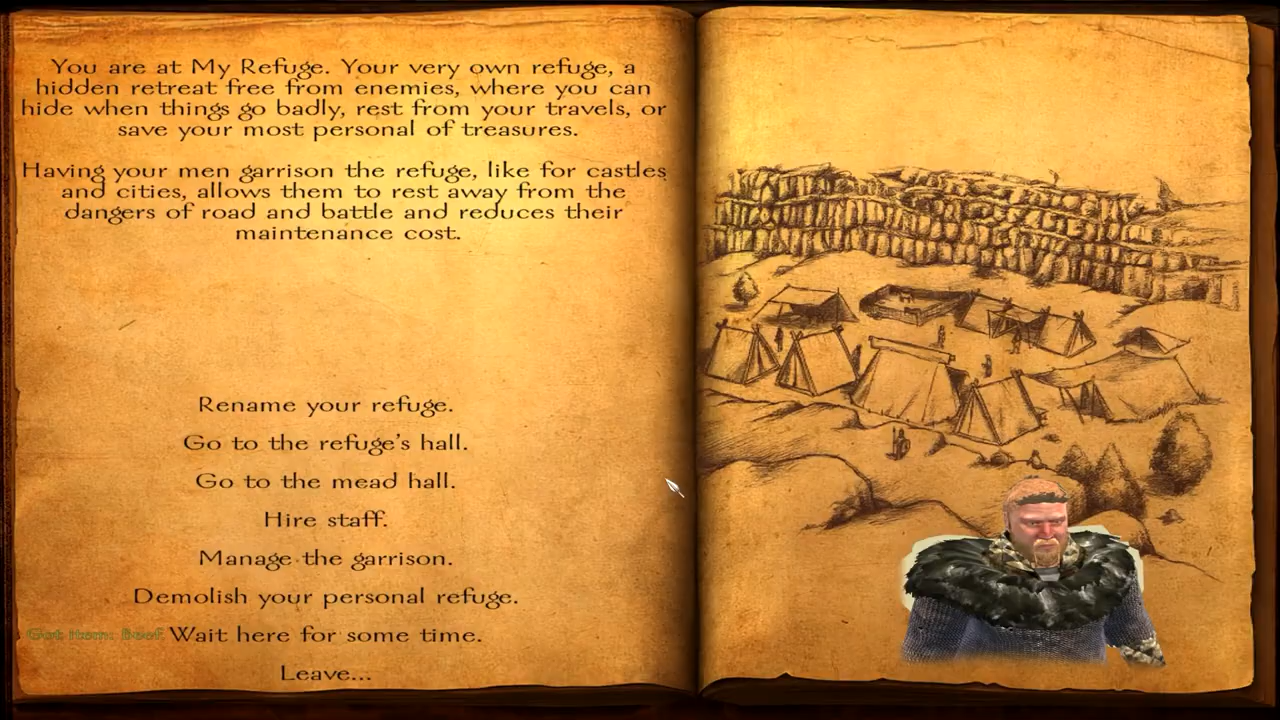 You are at My Refuge. Your very own refuge, a
hidden retreat free from enemies, where you can
hide when things go badly, rest from your travels, or
save your most personal of treasures.
Having your men garrison the refuge, like for castles
and cities, allows them to rest away from the
dangers of road and battle and reduces their
maintenance cost.
Rename your refuge.
Go to the refuge's hall.
Go to the mead hall.
Hire staff.
Manage the garrison.
Demolish your personal refuge.
Got item: Beef. Wait here for some time.
Leave...